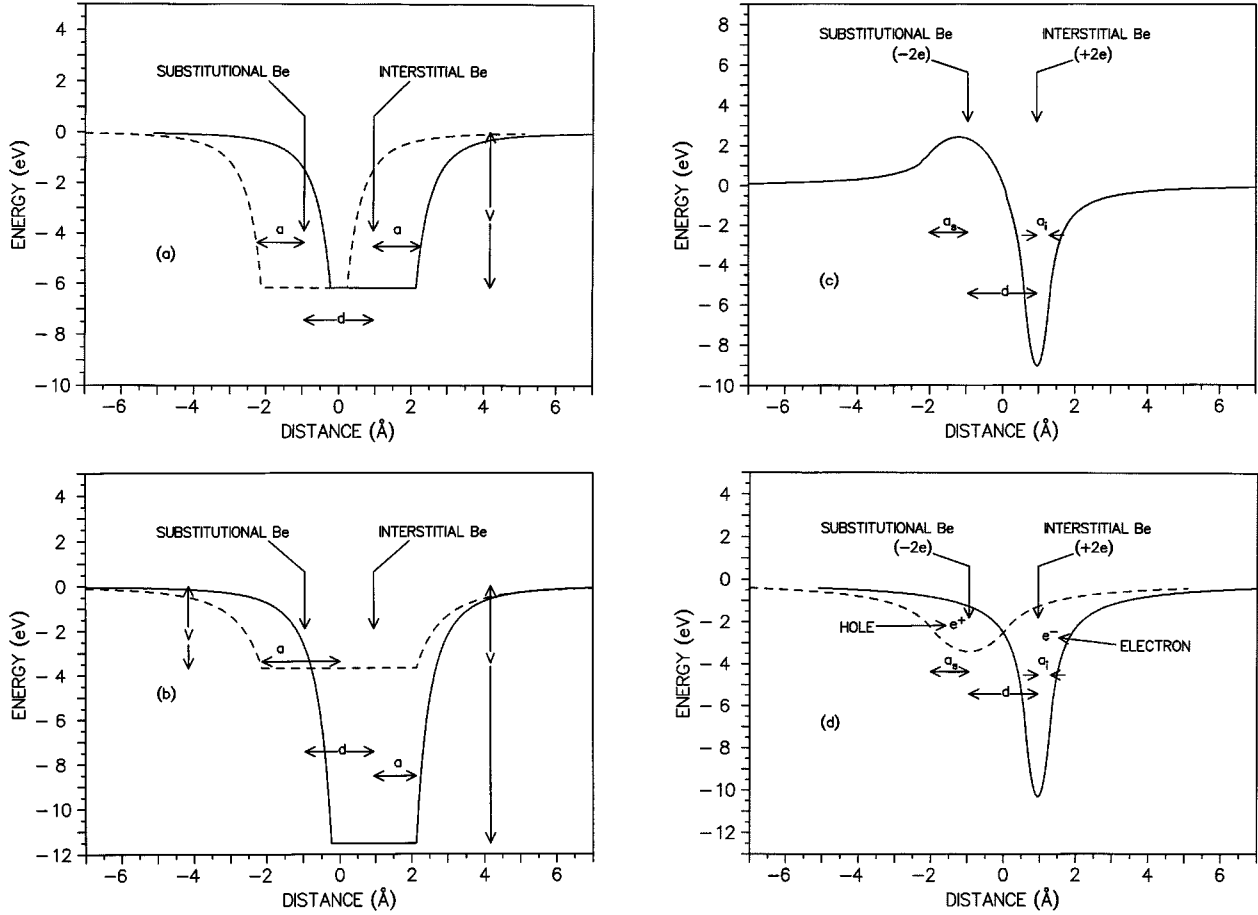 4
2
0
−2
−4
−6
−8
−10
ENERGY (eV)
SUBSTITUTIONAL Be
INTERSTITIAL Be
a
a
V
(a)
d
−6 −4 −2 0 2 4 6
DISTANCE (Å)
4
2
0
−2
−4
−6
−8
−10
−12
ENERGY (eV)
SUBSTITUTIONAL Be
INTERSTITIAL Be
V
V
a
(b)
d
a
−6 −4 −2 0 2 4 6
DISTANCE (Å)
8
6
4
2
0
−2
−4
−6
−8
−10
ENERGY (eV)
SUBSTITUTIONAL Be
(−2e)
INTERSTITIAL Be
(+2e)
as
ai
(c)
d
−6 −4 −2 0 2 4 6
DISTANCE (Å)
4
2
0
−2
−4
−6
−8
−10
−12
ENERGY (eV)
SUBSTITUTIONAL Be
(−2e)
INTERSTITIAL Be
(+2e)
HOLE
e+
e−
ELECTRON
as
ai
d
(d)
−6 −4 −2 0 2 4 6
DISTANCE (Å)